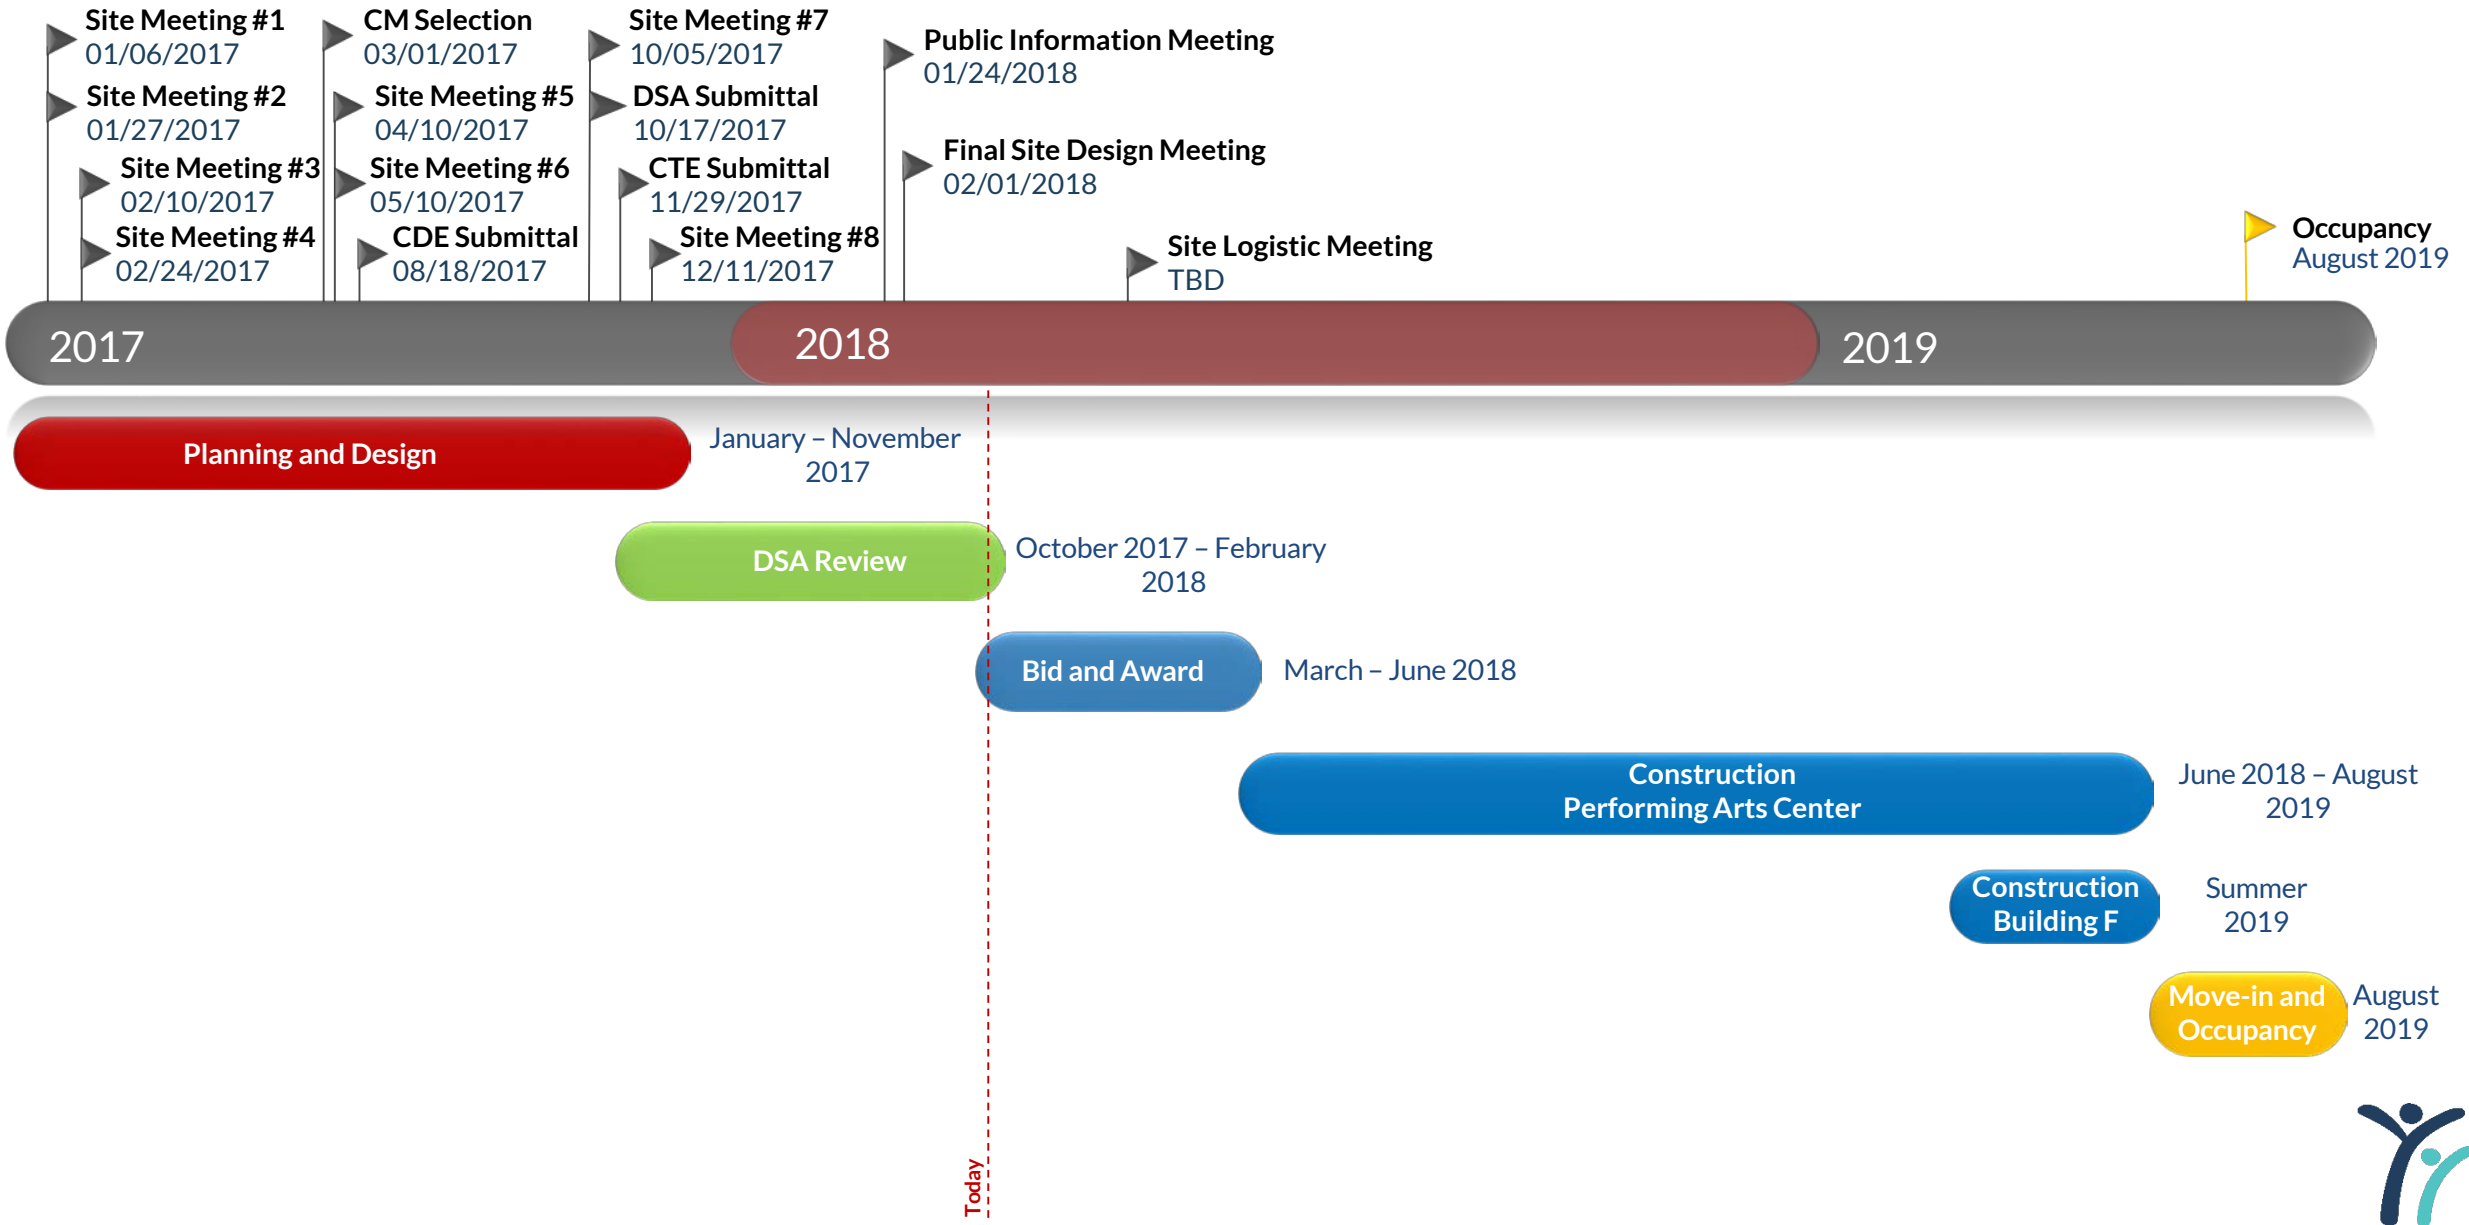 Site Meeting #1
01/06/2017
Site Meeting #2
01/27/2017
Site Meeting #3
02/10/2017
Site Meeting #4
02/24/2017
CM Selection
03/01/2017
Site Meeting #5
04/10/2017
Site Meeting #6
05/10/2017
CDE Submittal
08/18/2017
Site Meeting #7
10/05/2017
DSA Submittal
10/17/2017
CTE Submittal
11/29/2017
Site Meeting #8
12/11/2017
Public Information Meeting
01/24/2018
Final Site Design Meeting
02/01/2018
Site Logistic Meeting
TBD
Occupancy
August 2019
2017
2018
2019
Planning and Design
January – November
2017
DSA Review
October 2017 – February
2018
Bid and Award
March – June 2018
Construction
Performing Arts Center
June 2018 – August
2019
Construction
Building F
Summer
2019
Move-in and
Occupancy
August
2019
Today